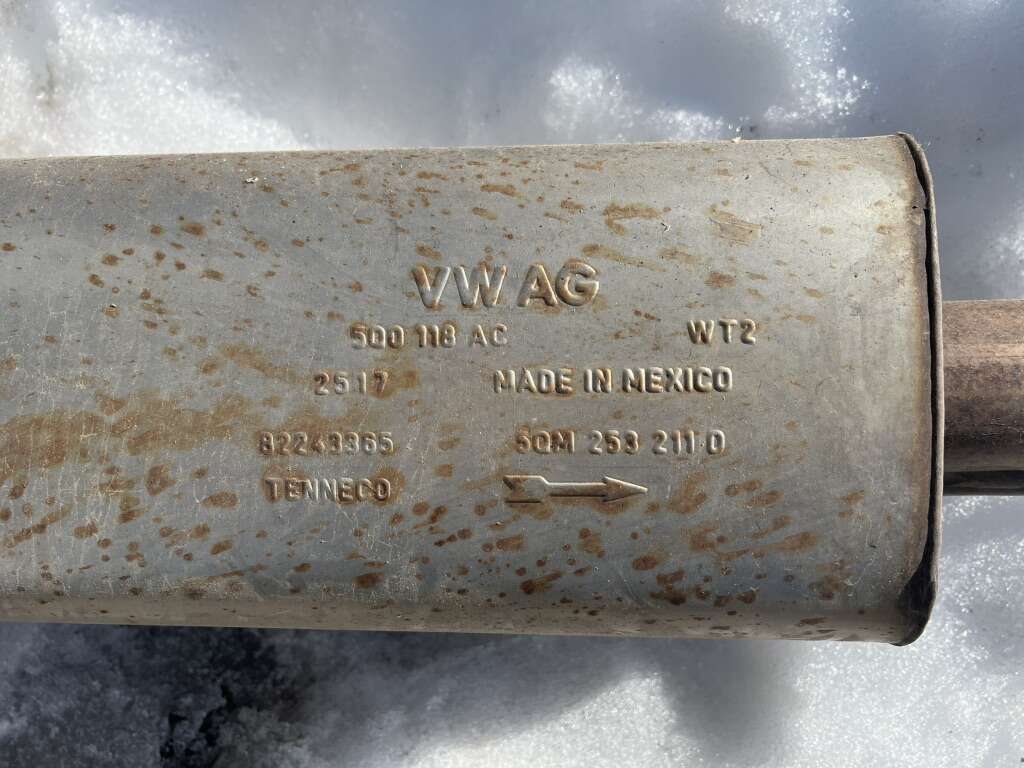 VW AG
5Q0 118 AC WT2
2517 MADE IN MEXICO
82243365 5QM 253 211 D
TENNECO